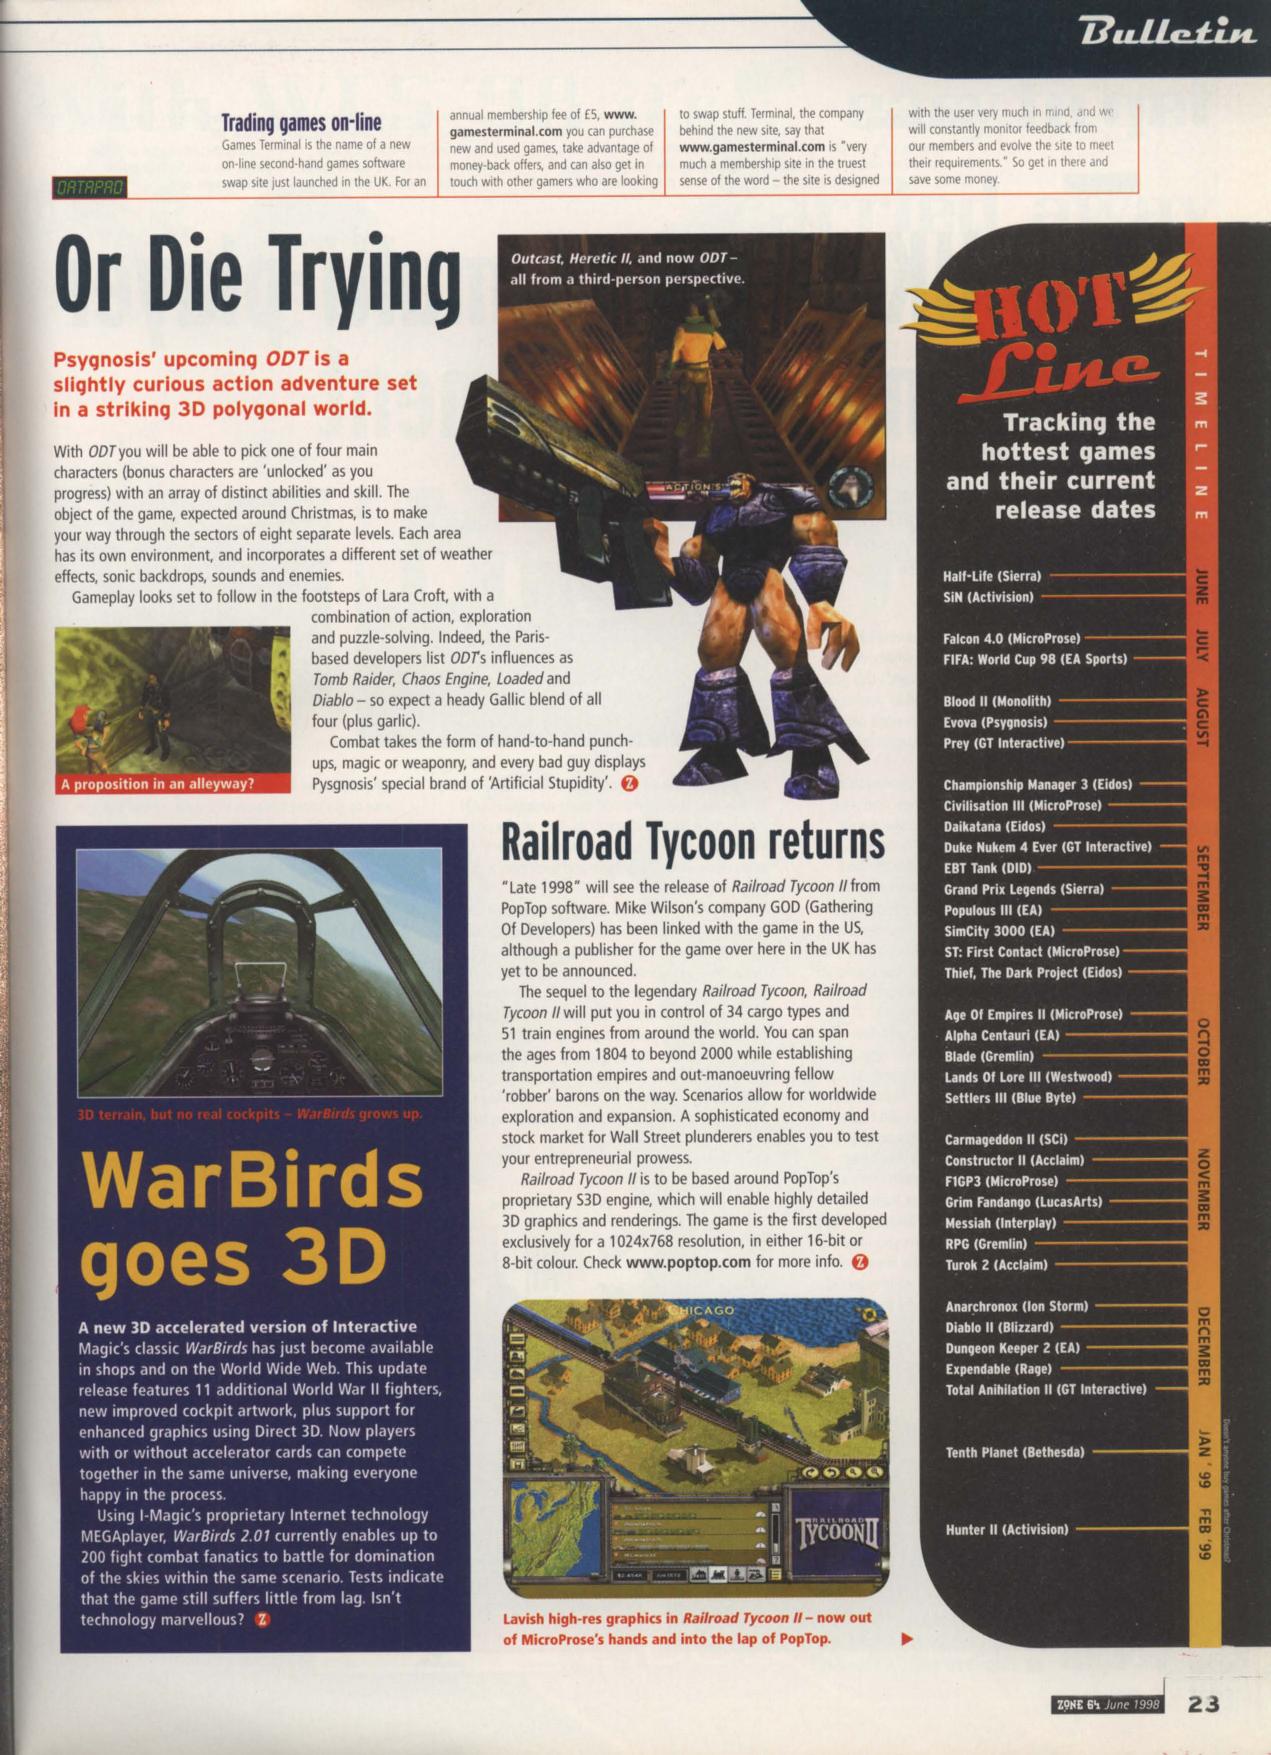 Bulletin
DATAPAD
Trading games on-line
Games Terminal is the name of a new
on-line second-hand games software
swap site just launched in the UK. For an
annual membership fee of £5, www.
gamesterminal.com you can purchase
new and used games, take advantage of
money-back offers, and can also get in
touch with other gamers who are looking
to swap stuff. Terminal, the company
behind the new site, say that
www.gamesterminal.com is "very
much a membership site in the truest
sense of the word – the site is designed
with the user very much in mind, and we
will constantly monitor feedback from
our members and evolve the site to meet
their requirements." So get in there and
save some money.
Or Die Trying
Psygnosis' upcoming ODT is a
slightly curious action adventure set
in a striking 3D polygonal world.
With ODT you will be able to pick one of four main
characters (bonus characters are 'unlocked' as you
progress) with an array of distinct abilities and skill. The
object of the game, expected around Christmas, is to make
your way through the sectors of eight separate levels. Each area
has its own environment, and incorporates a different set of weather
effects, sonic backdrops, sounds and enemies.
Gameplay looks set to follow in the footsteps of Lara Croft, with a
combination of action, exploration
and puzzle-solving. Indeed, the Paris-
based developers list ODT's influences as
Tomb Raider, Chaos Engine, Loaded and
Diablo – so expect a heady Gallic blend of all
four (plus garlic).
Combat takes the form of hand-to-hand punch-
ups, magic or weaponry, and every bad guy displays
Pysgnosis' special brand of 'Artificial Stupidity'. Z
A proposition in an alleyway?
Outcast, Heretic II, and now ODT –
all from a third-person perspective.
ACTIONS
3D terrain, but no real cockpits – WarBirds grows up.
WarBirds
goes 3D
A new 3D accelerated version of Interactive
Magic's classic WarBirds has just become available
in shops and on the World Wide Web. This update
release features 11 additional World War II fighters,
new improved cockpit artwork, plus support for
enhanced graphics using Direct 3D. Now players
with or without accelerator cards can compete
together in the same universe, making everyone
happy in the process.
Using I-Magic's proprietary Internet technology
MEGAplayer, WarBirds 2.01 currently enables up to
200 fight combat fanatics to battle for domination
of the skies within the same scenario. Tests indicate
that the game still suffers little from lag. Isn't
technology marvellous? Z
Railroad Tycoon returns
"Late 1998" will see the release of Railroad Tycoon II from
PopTop software. Mike Wilson's company GOD (Gathering
Of Developers) has been linked with the game in the US,
although a publisher for the game over here in the UK has
yet to be announced.
The sequel to the legendary Railroad Tycoon, Railroad
Tycoon II will put you in control of 34 cargo types and
51 train engines from around the world. You can span
the ages from 1804 to beyond 2000 while establishing
transportation empires and out-manoeuvring fellow
'robber' barons on the way. Scenarios allow for worldwide
exploration and expansion. A sophisticated economy and
stock market for Wall Street plunderers enables you to test
your entrepreneurial prowess.
Railroad Tycoon II is to be based around PopTop's
proprietary S3D engine, which will enable highly detailed
3D graphics and renderings. The game is the first developed
exclusively for a 1024x768 resolution, in either 16-bit or
8-bit colour. Check www.poptop.com for more info. Z
CHICAGO
RAILROAD
TYCOON II
Lavish high-res graphics in Railroad Tycoon II – now out
of MicroProse's hands and into the lap of PopTop.
HOT
Line
Tracking the
hottest games
and their current
release dates
TIMELINE
JUNE
Half-Life (Sierra)
SiN (Activision)
JULY
Falcon 4.0 (MicroProse)
FIFA: World Cup 98 (EA Sports)
AUGUST
Blood II (Monolith)
Evova (Psygnosis)
Prey (GT Interactive)
SEPTEMBER
Championship Manager 3 (Eidos)
Civilisation III (MicroProse)
Daikatana (Eidos)
Duke Nukem 4 Ever (GT Interactive)
EBT Tank (DID)
Grand Prix Legends (Sierra)
Populous III (EA)
SimCity 3000 (EA)
ST: First Contact (MicroProse)
Thief, The Dark Project (Eidos)
OCTOBER
Age Of Empires II (MicroProse)
Alpha Centauri (EA)
Blade (Gremlin)
Lands Of Lore III (Westwood)
Settlers III (Blue Byte)
NOVEMBER
Carmageddon II (SCi)
Constructor II (Acclaim)
F1GP3 (MicroProse)
Grim Fandango (LucasArts)
Messiah (Interplay)
RPG (Gremlin)
Turok 2 (Acclaim)
DECEMBER
Anarchronox (Ion Storm)
Diablo II (Blizzard)
Dungeon Keeper 2 (EA)
Expendable (Rage)
Total Anihilation II (GT Interactive)
JAN '99
Tenth Planet (Bethesda)
FEB '99
Hunter II (Activision)
Doesn't anyone buy games after Christmas?
ZONE 64 June 1998
23